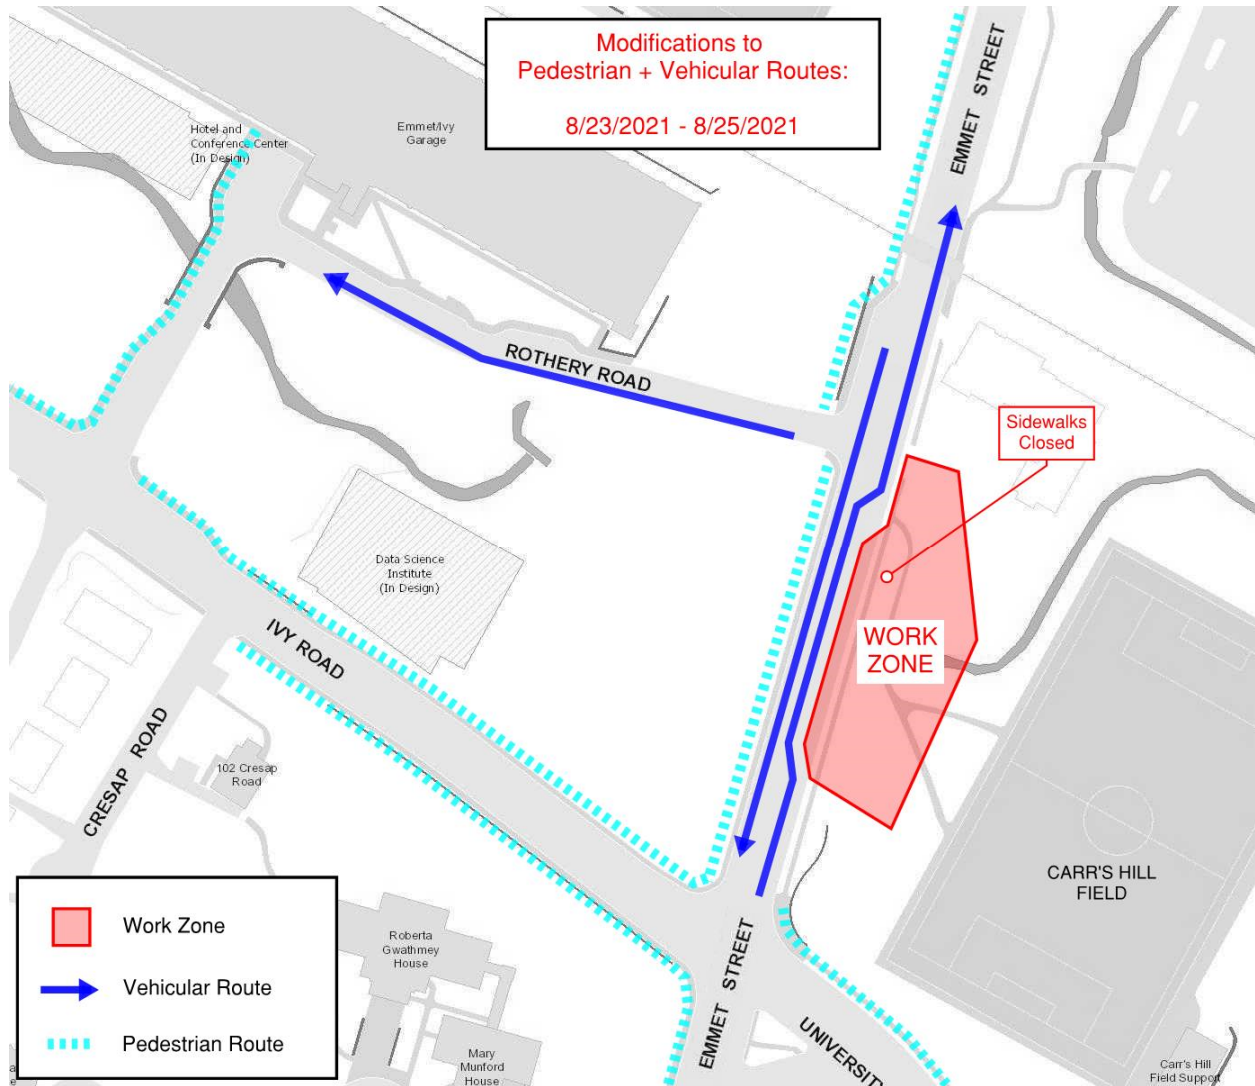 Modifications to
Pedestrian + Vehicular Routes:
8/23/2021 - 8/25/2021
EMMET STREET
Hotel and
Conference Center
(In Design)
Emmet/Ivy
Garage
ROTHERY ROAD
Sidewalks
Closed
Data Science
Institute
(In Design)
WORK
ZONE
IVY ROAD
CRESAP ROAD
102 Cresap
Road
CARR'S HILL
FIELD
Work Zone
Vehicular Route
Pedestrian Route
Roberta
Gwathmey
House
EMMET STREET
Mary
Munford
House
Carr's Hill
Field Support